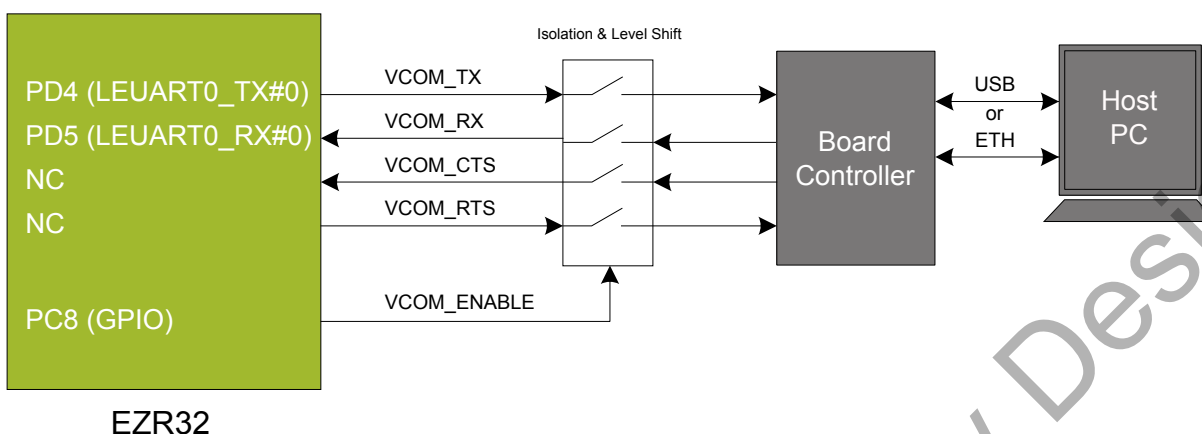 Isolation & Level Shift
PD4 (LEUART0_TX#0)
VCOM_TX
PD5 (LEUART0_RX#0)
VCOM_RX
NC
VCOM_CTS
NC
VCOM_RTS
PC8 (GPIO)
VCOM_ENABLE
Board
Controller
USB
or
ETH
Host
PC
EZR32
Desi